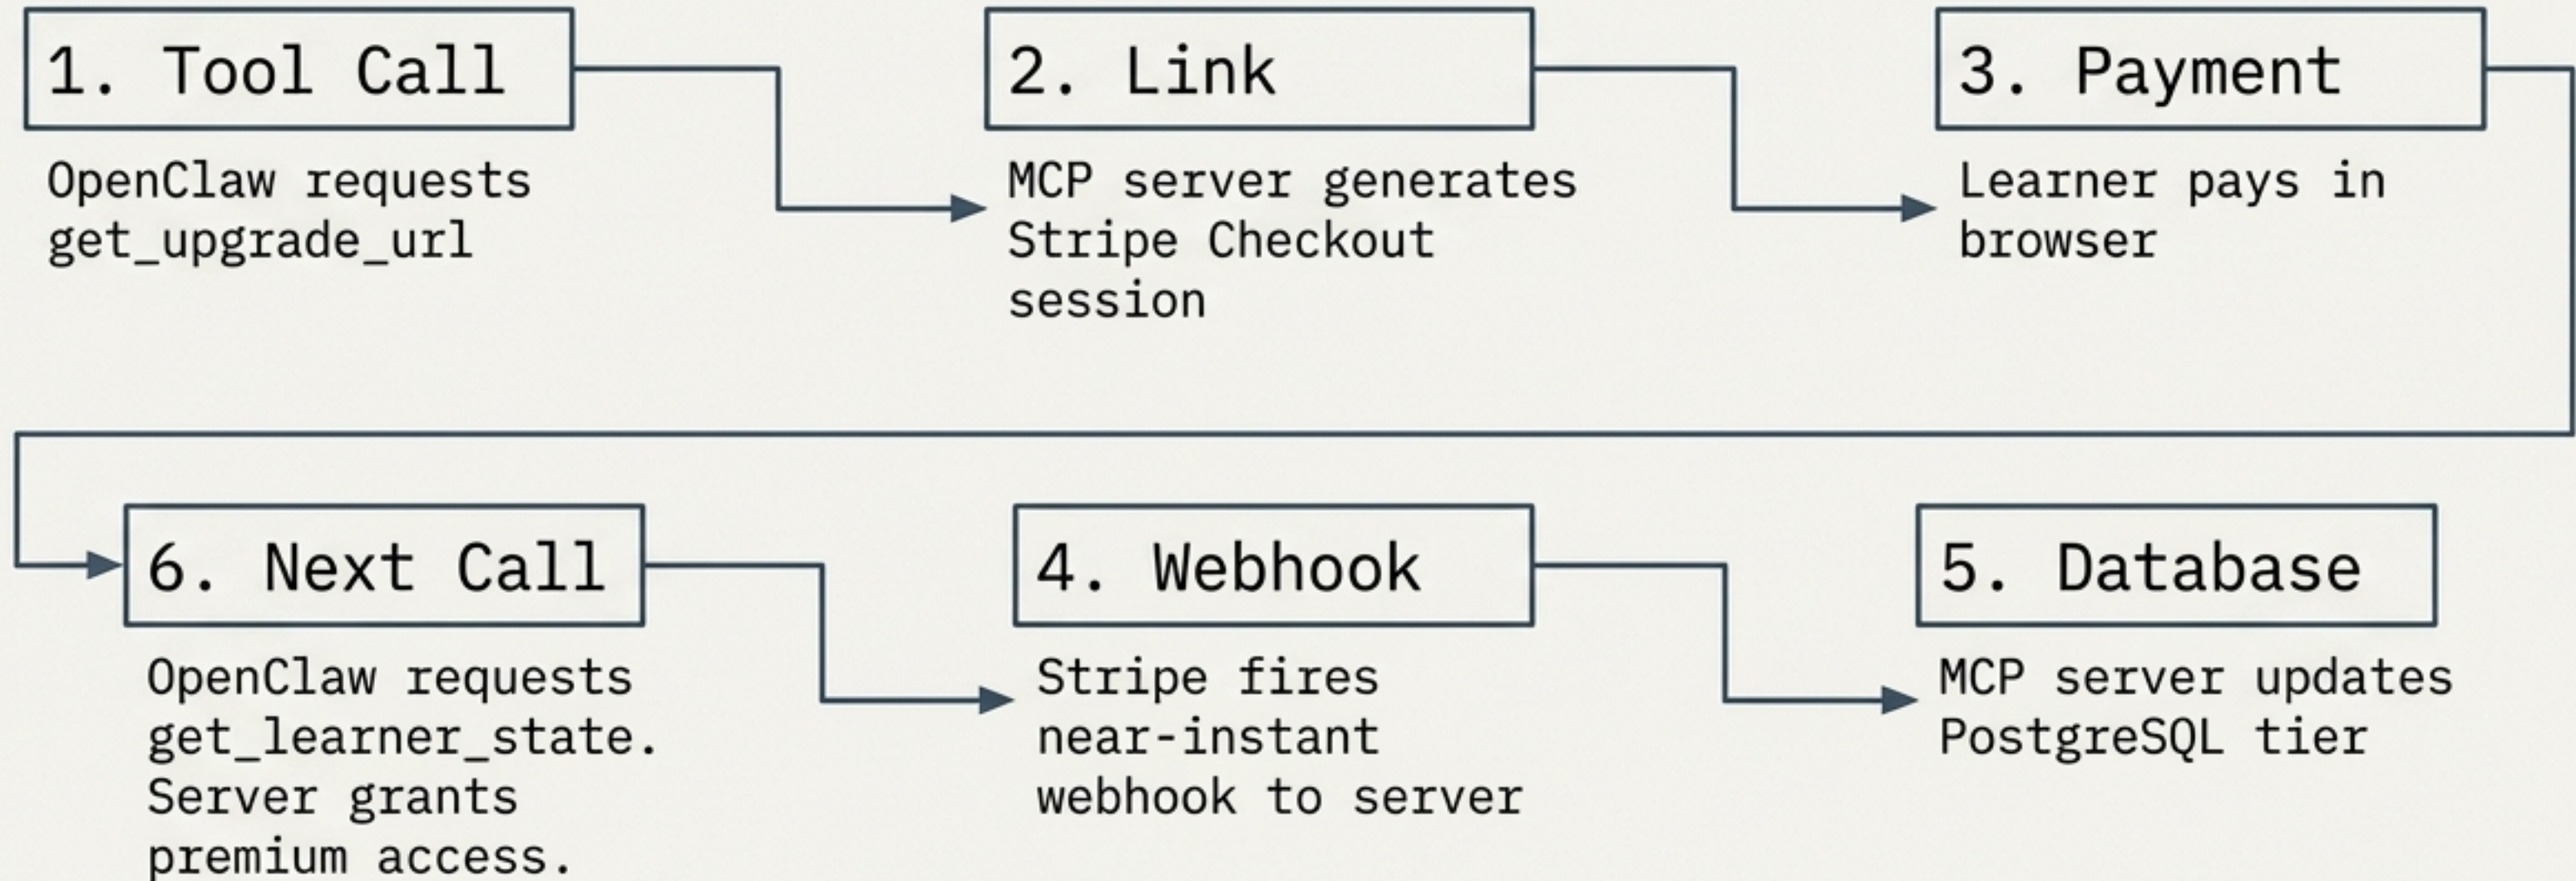 1. Tool Call
OpenClaw requests
get_upgrade_url
2. Link
MCP server generates
Stripe Checkout
session
3. Payment
Learner pays in
browser
6. Next Call
OpenClaw requests
get_learner_state.
Server grants
premium access.
4. Webhook
Stripe fires
near-instant
webhook to server
5. Database
MCP server updates
PostgreSQL tier